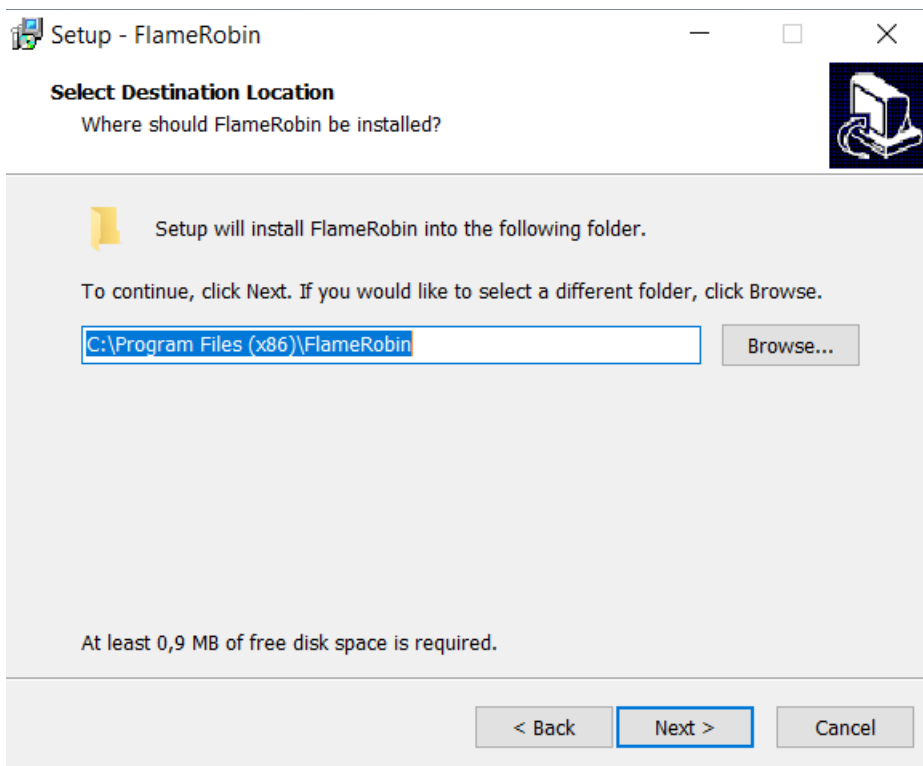 Setup - FlameRobin
Select Destination Location
Where should FlameRobin be installed?
Setup will install FlameRobin into the following folder.
To continue, click Next. If you would like to select a different folder, click Browse.
C:\Program Files (x86)\FlameRobin
Browse...
At least 0,9 MB of free disk space is required.
< Back
Next >
Cancel